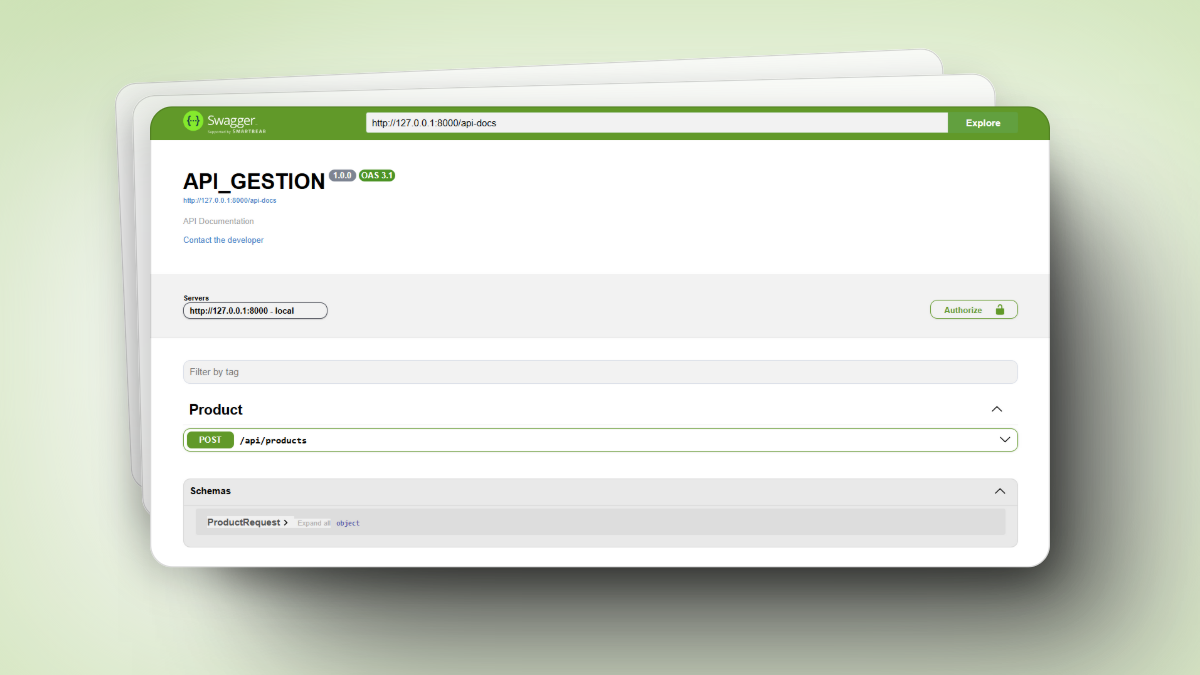 Swagger
Supported by SMARTBEAR
http://127.0.0.1:8000/api-docs
Explore
API_GESTION 1.0.0 OAS 3.1
http://127.0.0.1:8000/api-docs
API Documentation
Contact the developer
Servers
http://127.0.0.1:8000 - local
Authorize
Filter by tag
Product
POST /api/products
Schemas
ProductRequest Expand all object